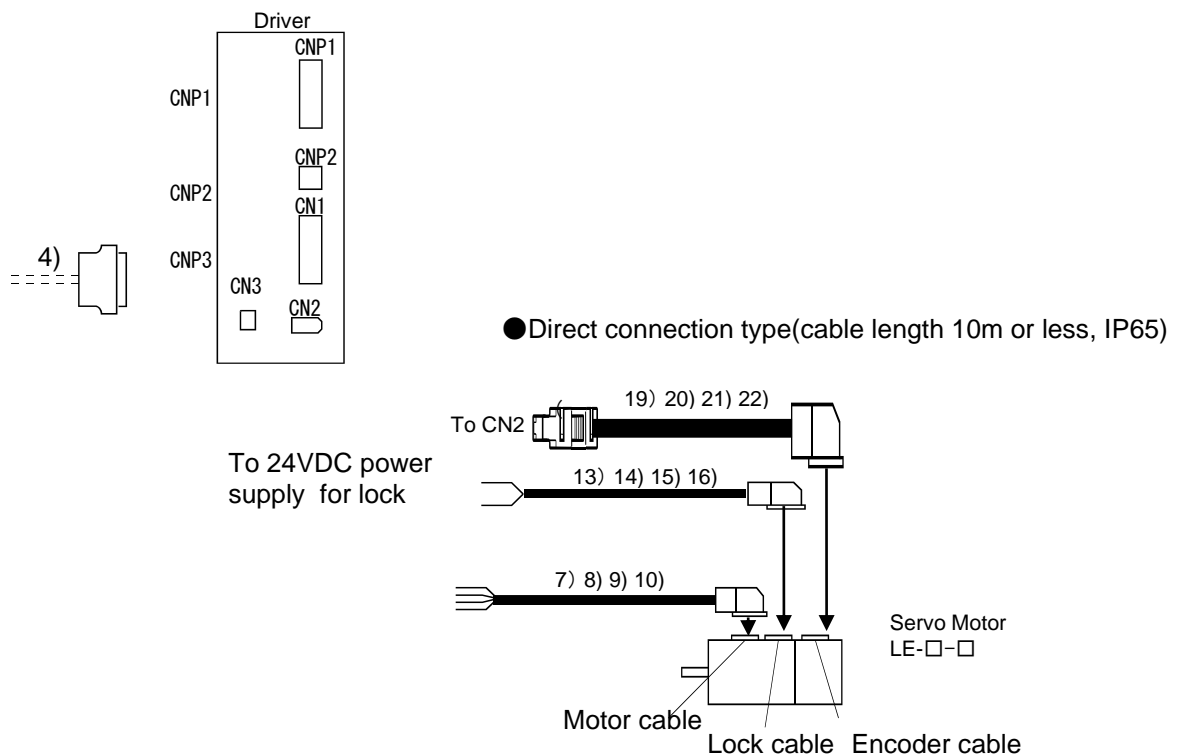 Driver
CNP1
CNP1
CNP2
CNP2
CN1
4)
CNP3
CN3
CN2
●Direct connection type(cable length 10m or less, IP65)
19) 20) 21) 22)
To CN2
To 24VDC power
supply for lock
13) 14) 15) 16)
7) 8) 9) 10)
Servo Motor
LE-□-□
Motor cable
Lock cable
Encoder cable